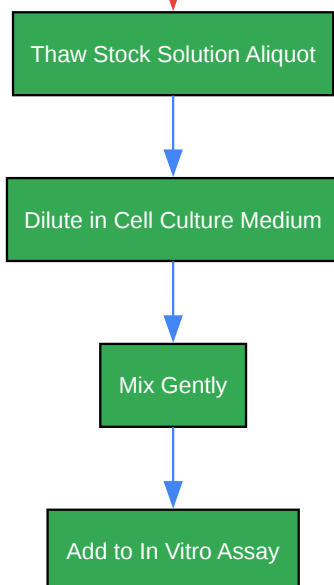 Thaw Stock Solution Aliquot
Dilute in Cell Culture Medium
Mix Gently
Add to In Vitro Assay